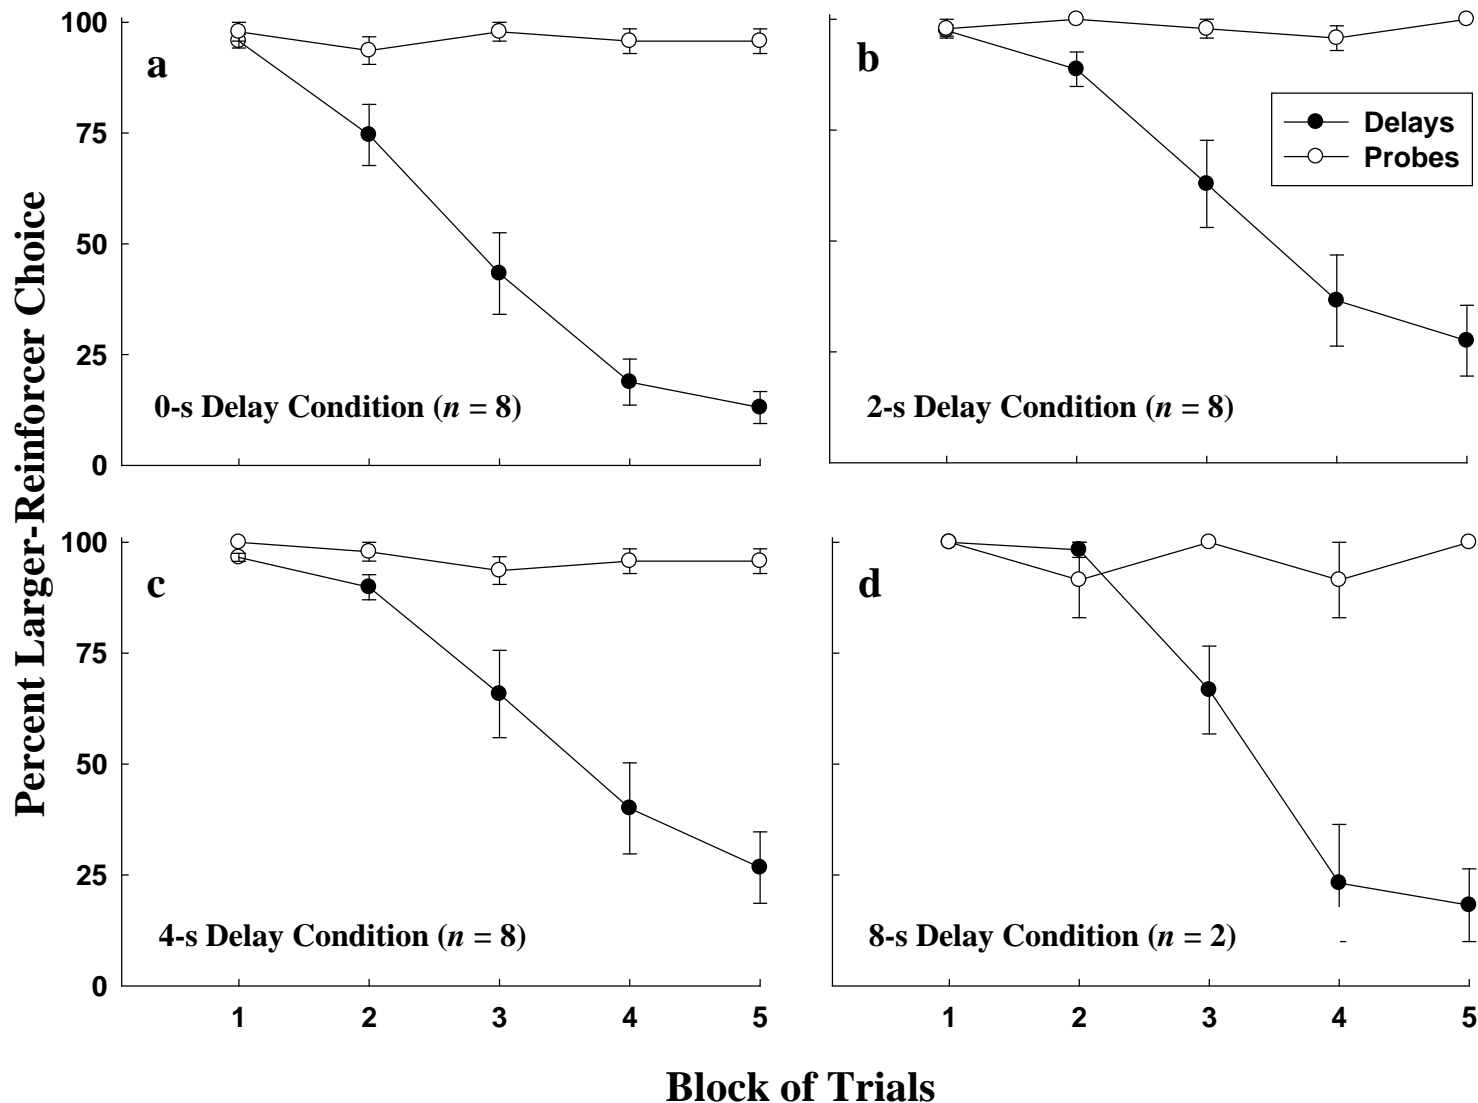 Percent Larger-Reinforcer Choice
100
75
50
25
0
a
0-s Delay Condition (n = 8)
b
Delays
Probes
2-s Delay Condition (n = 8)
100
75
50
25
0
c
4-s Delay Condition (n = 8)
1 2 3 4 5
d
8-s Delay Condition (n = 2)
1 2 3 4 5
Block of Trials